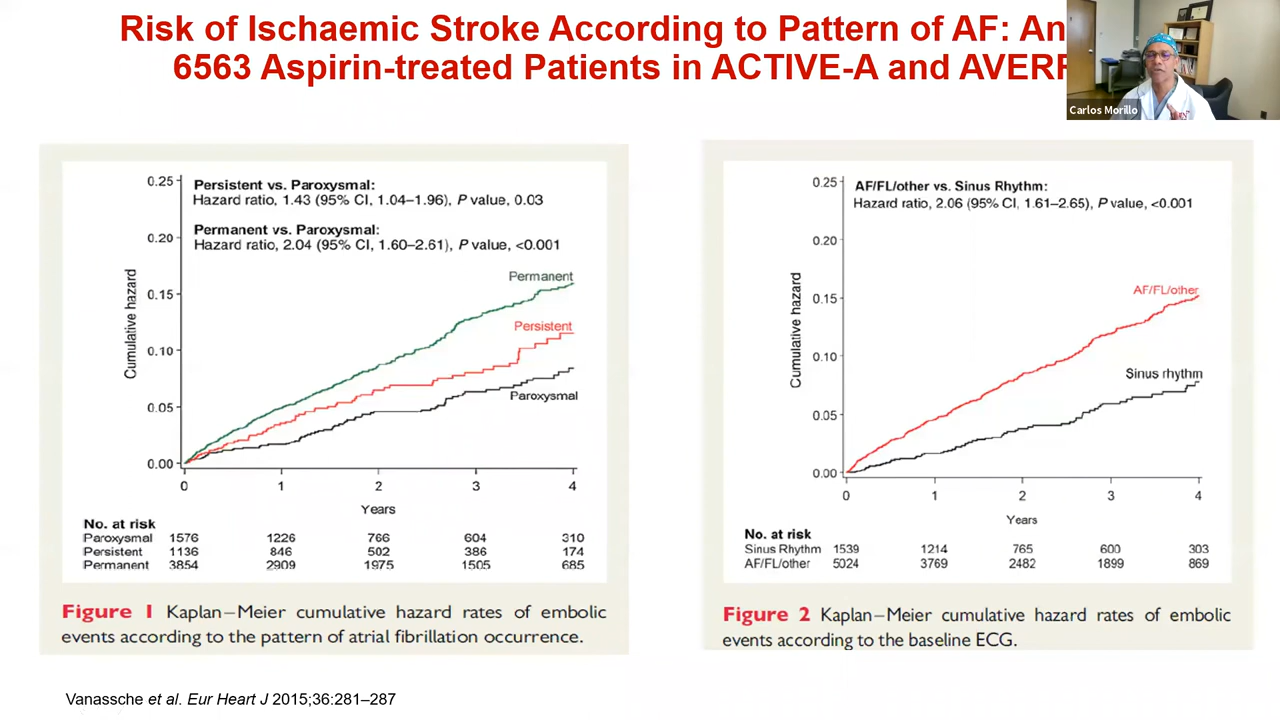 Risk of Ischaemic Stroke According to Pattern of AF: An
6563 Aspirin-treated Patients in ACTIVE-A and
Carlos Morillo
0.25
0.20
0.15
0.10
0.05
0.00
Cumulative hazard
Persistent vs. Paroxysmal:
Hazard ratio, 1.43 (95% CI, 1.04–1.96), P value, 0.03
Permanent vs. Paroxysmal:
Hazard ratio, 2.04 (95% CI, 1.60–2.61), P value, <0.001
Permanent
Persistent
Paroxysmal
0 1 2 3 4
Years
No. at risk
Paroxysmal 1576 1226 766 604 310
Persistent 1136 846 502 386 174
Permanent 3854 2909 1975 1505 685
Figure 1 Kaplan–Meier cumulative hazard rates of embolic
events according to the pattern of atrial fibrillation occurrence.
0.25
0.20
0.15
0.10
0.05
0.00
Cumulative hazard
AF/FL/other vs. Sinus Rhythm:
Hazard ratio, 2.06 (95% CI, 1.61–2.65), P value, <0.001
AF/FL/other
Sinus rhythm
0 1 2 3 4
Years
No. at risk
Sinus Rhythm 1539 1214 765 600 303
AF/FL/other 5024 3769 2482 1899 869
Figure 2 Kaplan–Meier cumulative hazard rates of embolic
events according to the baseline ECG.
Vanassche et al. Eur Heart J 2015;36:281–287